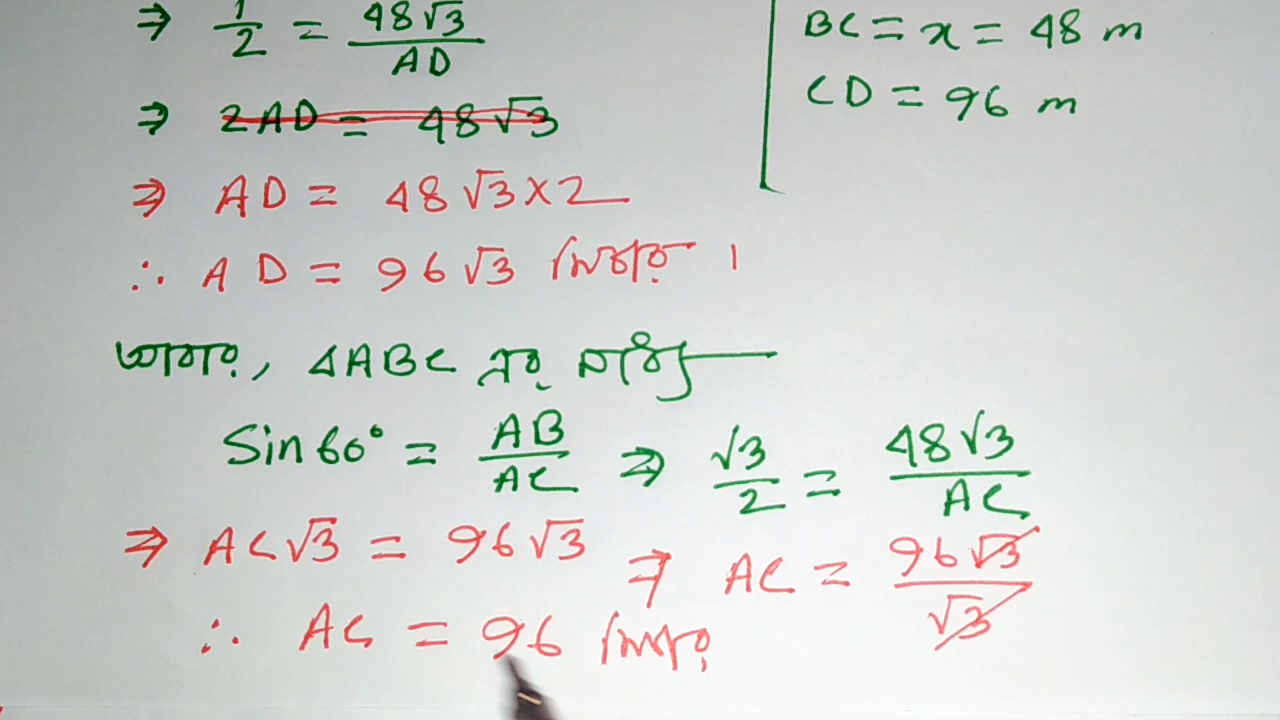 ⇒ 1/2 = 48√3/AD
⇒ 2AD = 48√3
⇒ AD = 48√3×2
∴ AD = 96√3 মিটার।
BC = x = 48 m
CD = 96 m
আবার, ΔABC এর মধ্যে
Sin60° = AB/AC ⇒ √3/2 = 48√3/AC
⇒ AC√3 = 96√3 ⇒ AC = 96√3/√3
∴ AC = 96 মিটার